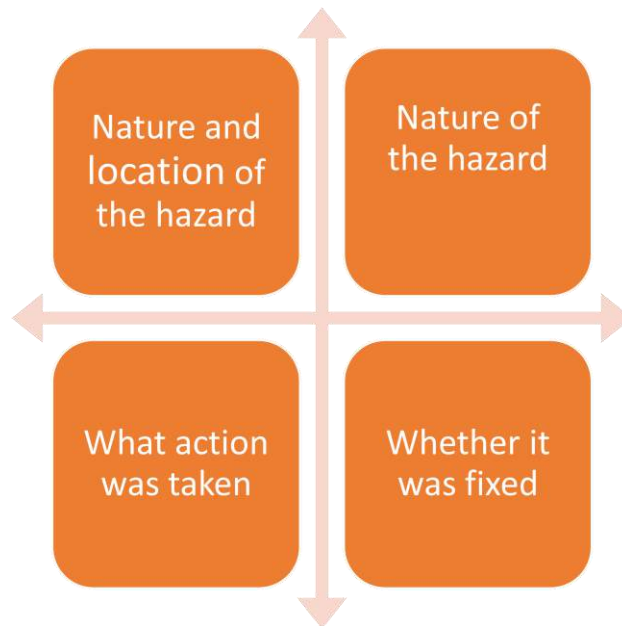 Nature and
location of
the hazard
Nature of
the hazard
What action
was taken
Whether it
was fixed